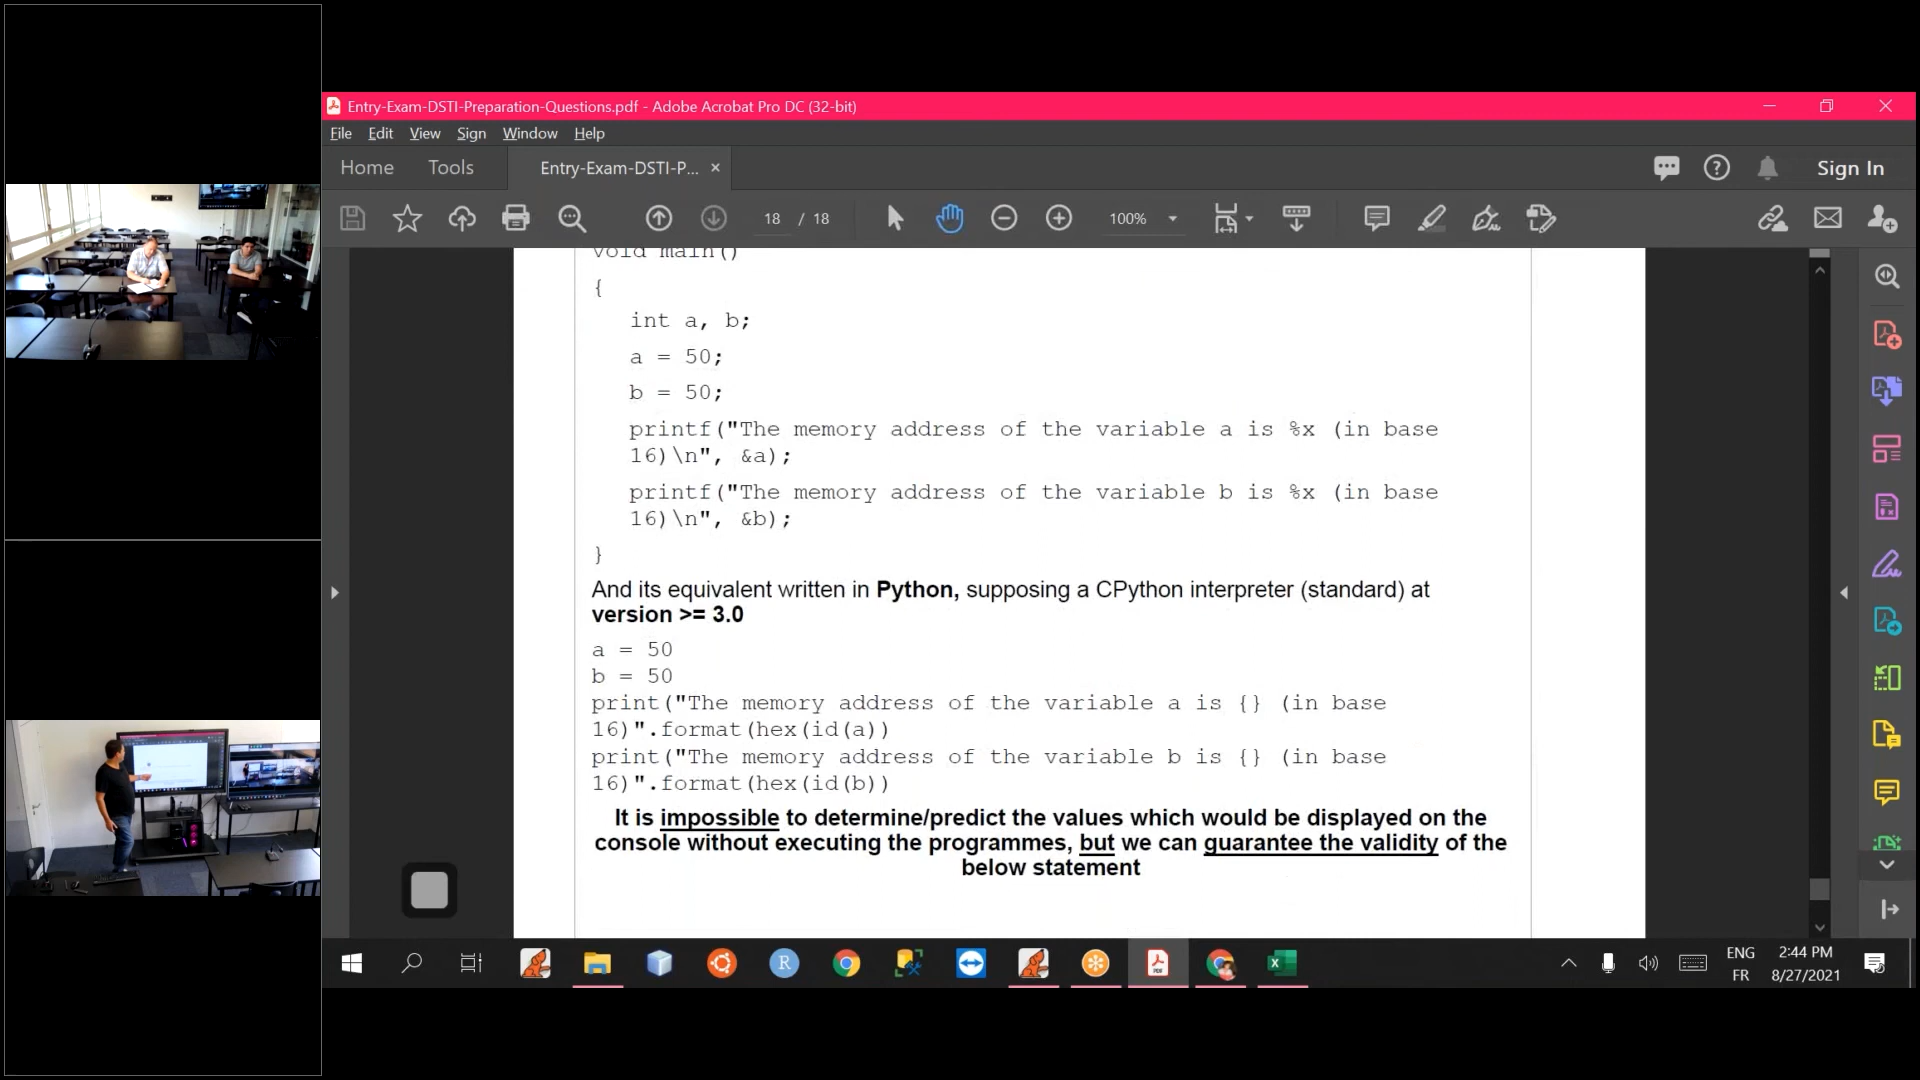 Entry-Exam-DSTI-Preparation-Questions.pdf - Adobe Acrobat Pro DC (32-bit)
File Edit View Sign Window Help
Home Tools Entry-Exam-DSTI-P... × Sign In
18 / 18 100%
void main()
{
int a, b;
a = 50;
b = 50;
printf("The memory address of the variable a is %x (in base
16)\n", &a);
printf("The memory address of the variable b is %x (in base
16)\n", &b);
}
And its equivalent written in Python, supposing a CPython interpreter (standard) at
version >= 3.0
a = 50
b = 50
print("The memory address of the variable a is {} (in base
16)".format(hex(id(a))
print("The memory address of the variable b is {} (in base
16)".format(hex(id(b))
It is impossible to determine/predict the values which would be displayed on the
console without executing the programmes, but we can guarantee the validity of the
below statement
ENG 2:44 PM
FR 8/27/2021